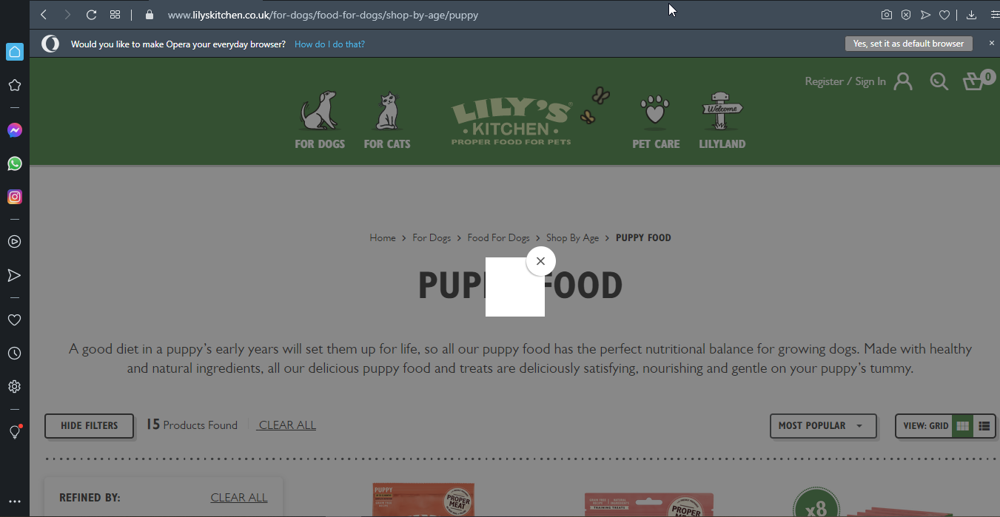 www.lilyskitchen.co.uk/for-dogs/food-for-dogs/shop-by-age/puppy
Would you like to make Opera your everyday browser? How do I do that? Yes, set it as default browser
Register / Sign In 0
Welcome
LILY'S
KITCHEN
PROPER FOOD FOR PETS
FOR DOGS FOR CATS PET CARE LILYLAND
Home > For Dogs > Food For Dogs > Shop By Age > PUPPY FOOD
PUP FOOD
A good diet in a puppy's early years will set them up for life, so all our puppy food has the perfect nutritional balance for growing dogs. Made with healthy
and natural ingredients, all our delicious puppy food and treats are deliciously satisfying, nourishing and gentle on your puppy's tummy.
HIDE FILTERS 15 Products Found CLEAR ALL MOST POPULAR VIEW: GRID
REFINED BY: CLEAR ALL
PUPPY
PROPER
MEAT
TRAINING TREATS
PROPER
x8